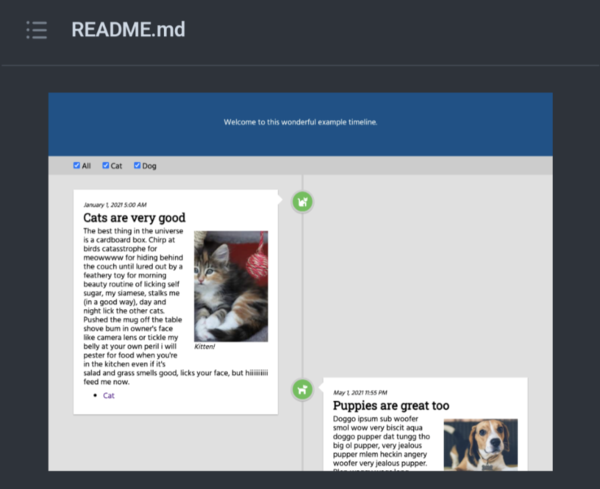 README.md
Welcome to this wonderful example timeline.
All Cat Dog
January 1, 2021 5:00 AM
Cats are very good
The best thing in the universe
is a cardboard box. Chirp at
birds catasstrophe for
meowwww for hiding behind
the couch until lured out by a
feathery toy for morning
beauty routine of licking self
sugar, my siamese, stalks me
(in a good way), day and
night lick the other cats.
Pushed the mug off the table
shove bum in owner's face
like camera lens or tickle my
belly at your own peril i will
pester for food when you're
in the kitchen even if it's
salad and grass smells good, licks your face, but hiiiiiiiiii
feed me now.
Kitten!
Cat
May 1, 2021 11:55 PM
Puppies are great too
Doggo ipsum sub woofer
smol wow very biscit aqua
doggo pupper dat tungg tho
big ol pupper, very jealous
pupper mlem heckin angery
woofer very jealous pupper.